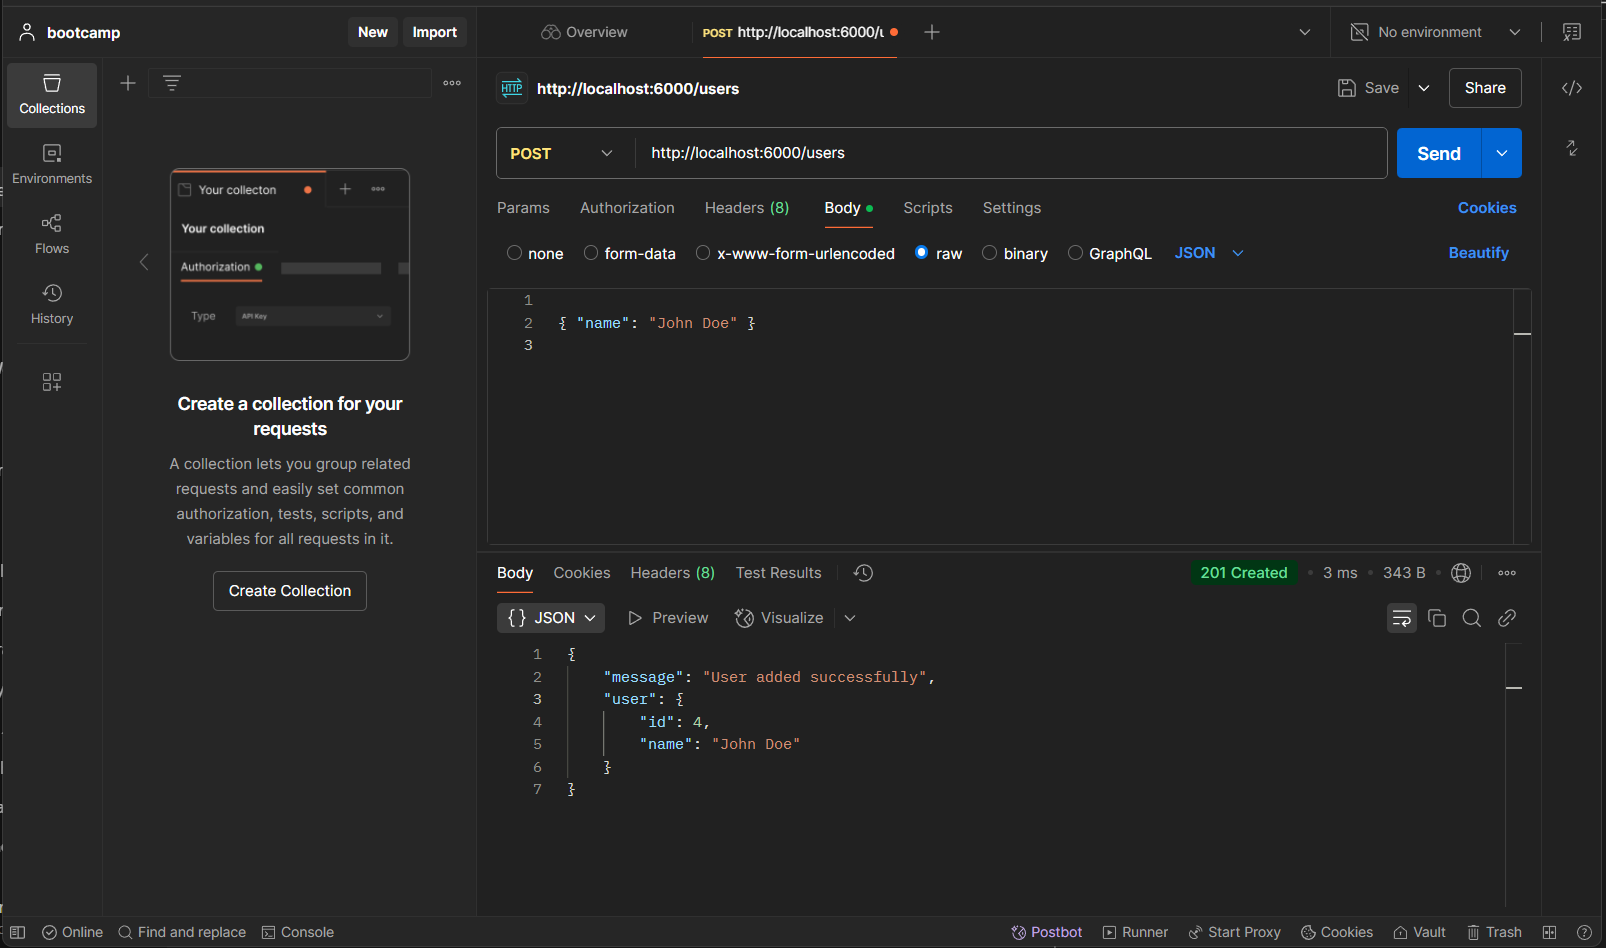 bootcamp
New
Import
Overview
POST http://localhost:6000/u
No environment
Collections
Environments
Flows
History
Your collecton
Your collection
Authorization
Type
API Key
Create a collection for your
requests
A collection lets you group related
requests and easily set common
authorization, tests, scripts, and
variables for all requests in it.
Create Collection
HTTP
http://localhost:6000/users
Save
Share
POST
http://localhost:6000/users
Send
Params
Authorization
Headers (8)
Body
Scripts
Settings
Cookies
none
form-data
x-www-form-urlencoded
raw
binary
GraphQL
JSON
Beautify
1
2 { "name": "John Doe" }
3
Body
Cookies
Headers (8)
Test Results
201 Created
3 ms
343 B
{} JSON
Preview
Visualize
1 {
2 "message": "User added successfully",
3 "user": {
4 "id": 4,
5 "name": "John Doe"
6 }
7 }
Online
Find and replace
Console
Postbot
Runner
Start Proxy
Cookies
Vault
Trash